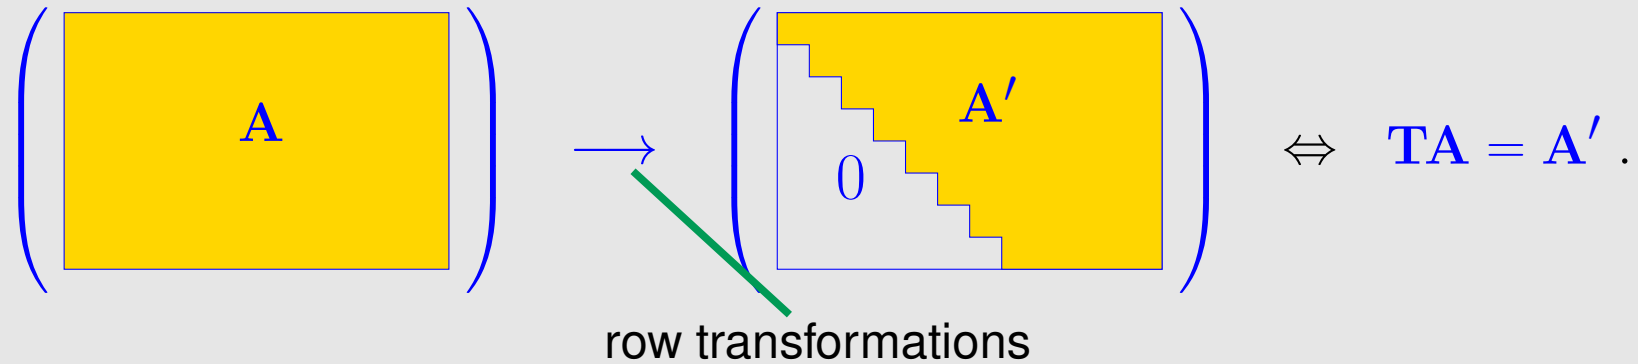 A → A′ 0 ⇔ TA = A′ .
row transformations